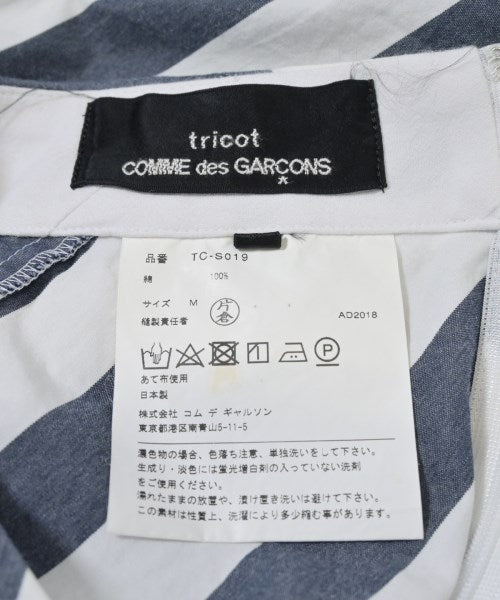 tricot
COMME des GARÇONS
品番 TC-S019
綿 100%
サイズ M 片倉
縫製責任者 AD2018
あて布使用
日本製
株式会社 コム デ ギャルソン
東京都港区南青山5-11-5
濃色物の場合、色落ち注意、単独洗いをして下さい。
生成り・淡色には蛍光増白剤の入っていない洗剤
をご使用ください。
濡れたままの放置や、漬け置き洗いは避けて下さい。
この素材は性質上、洗濯により多少縮む事があります。